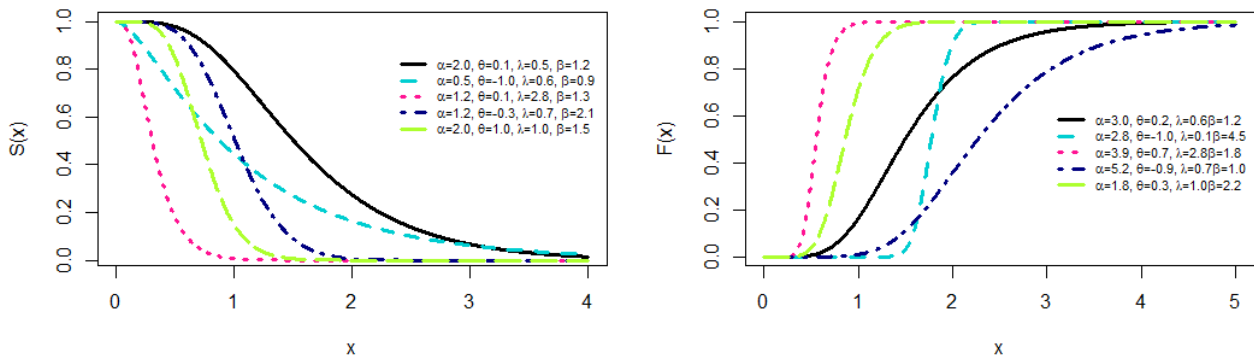 S(x)
1.0
0.8
0.6
0.4
0.2
0.0
α=2.0, θ=0.1, λ=0.5, β=1.2
α=0.5, θ=-1.0, λ=0.6, β=0.9
α=1.2, θ=0.1, λ=2.8, β=1.3
α=1.2, θ=-0.3, λ=0.7, β=2.1
α=2.0, θ=1.0, λ=1.0, β=1.5
0 1 2 3 4
x
F(x)
1.0
0.8
0.6
0.4
0.2
0.0
α=3.0, θ=0.2, λ=0.6β=1.2
α=2.8, θ=-1.0, λ=0.1β=4.5
α=3.9, θ=0.7, λ=2.8β=1.8
α=5.2, θ=-0.9, λ=0.7β=1.0
α=1.8, θ=0.3, λ=1.0β=2.2
0 1 2 3 4 5
x